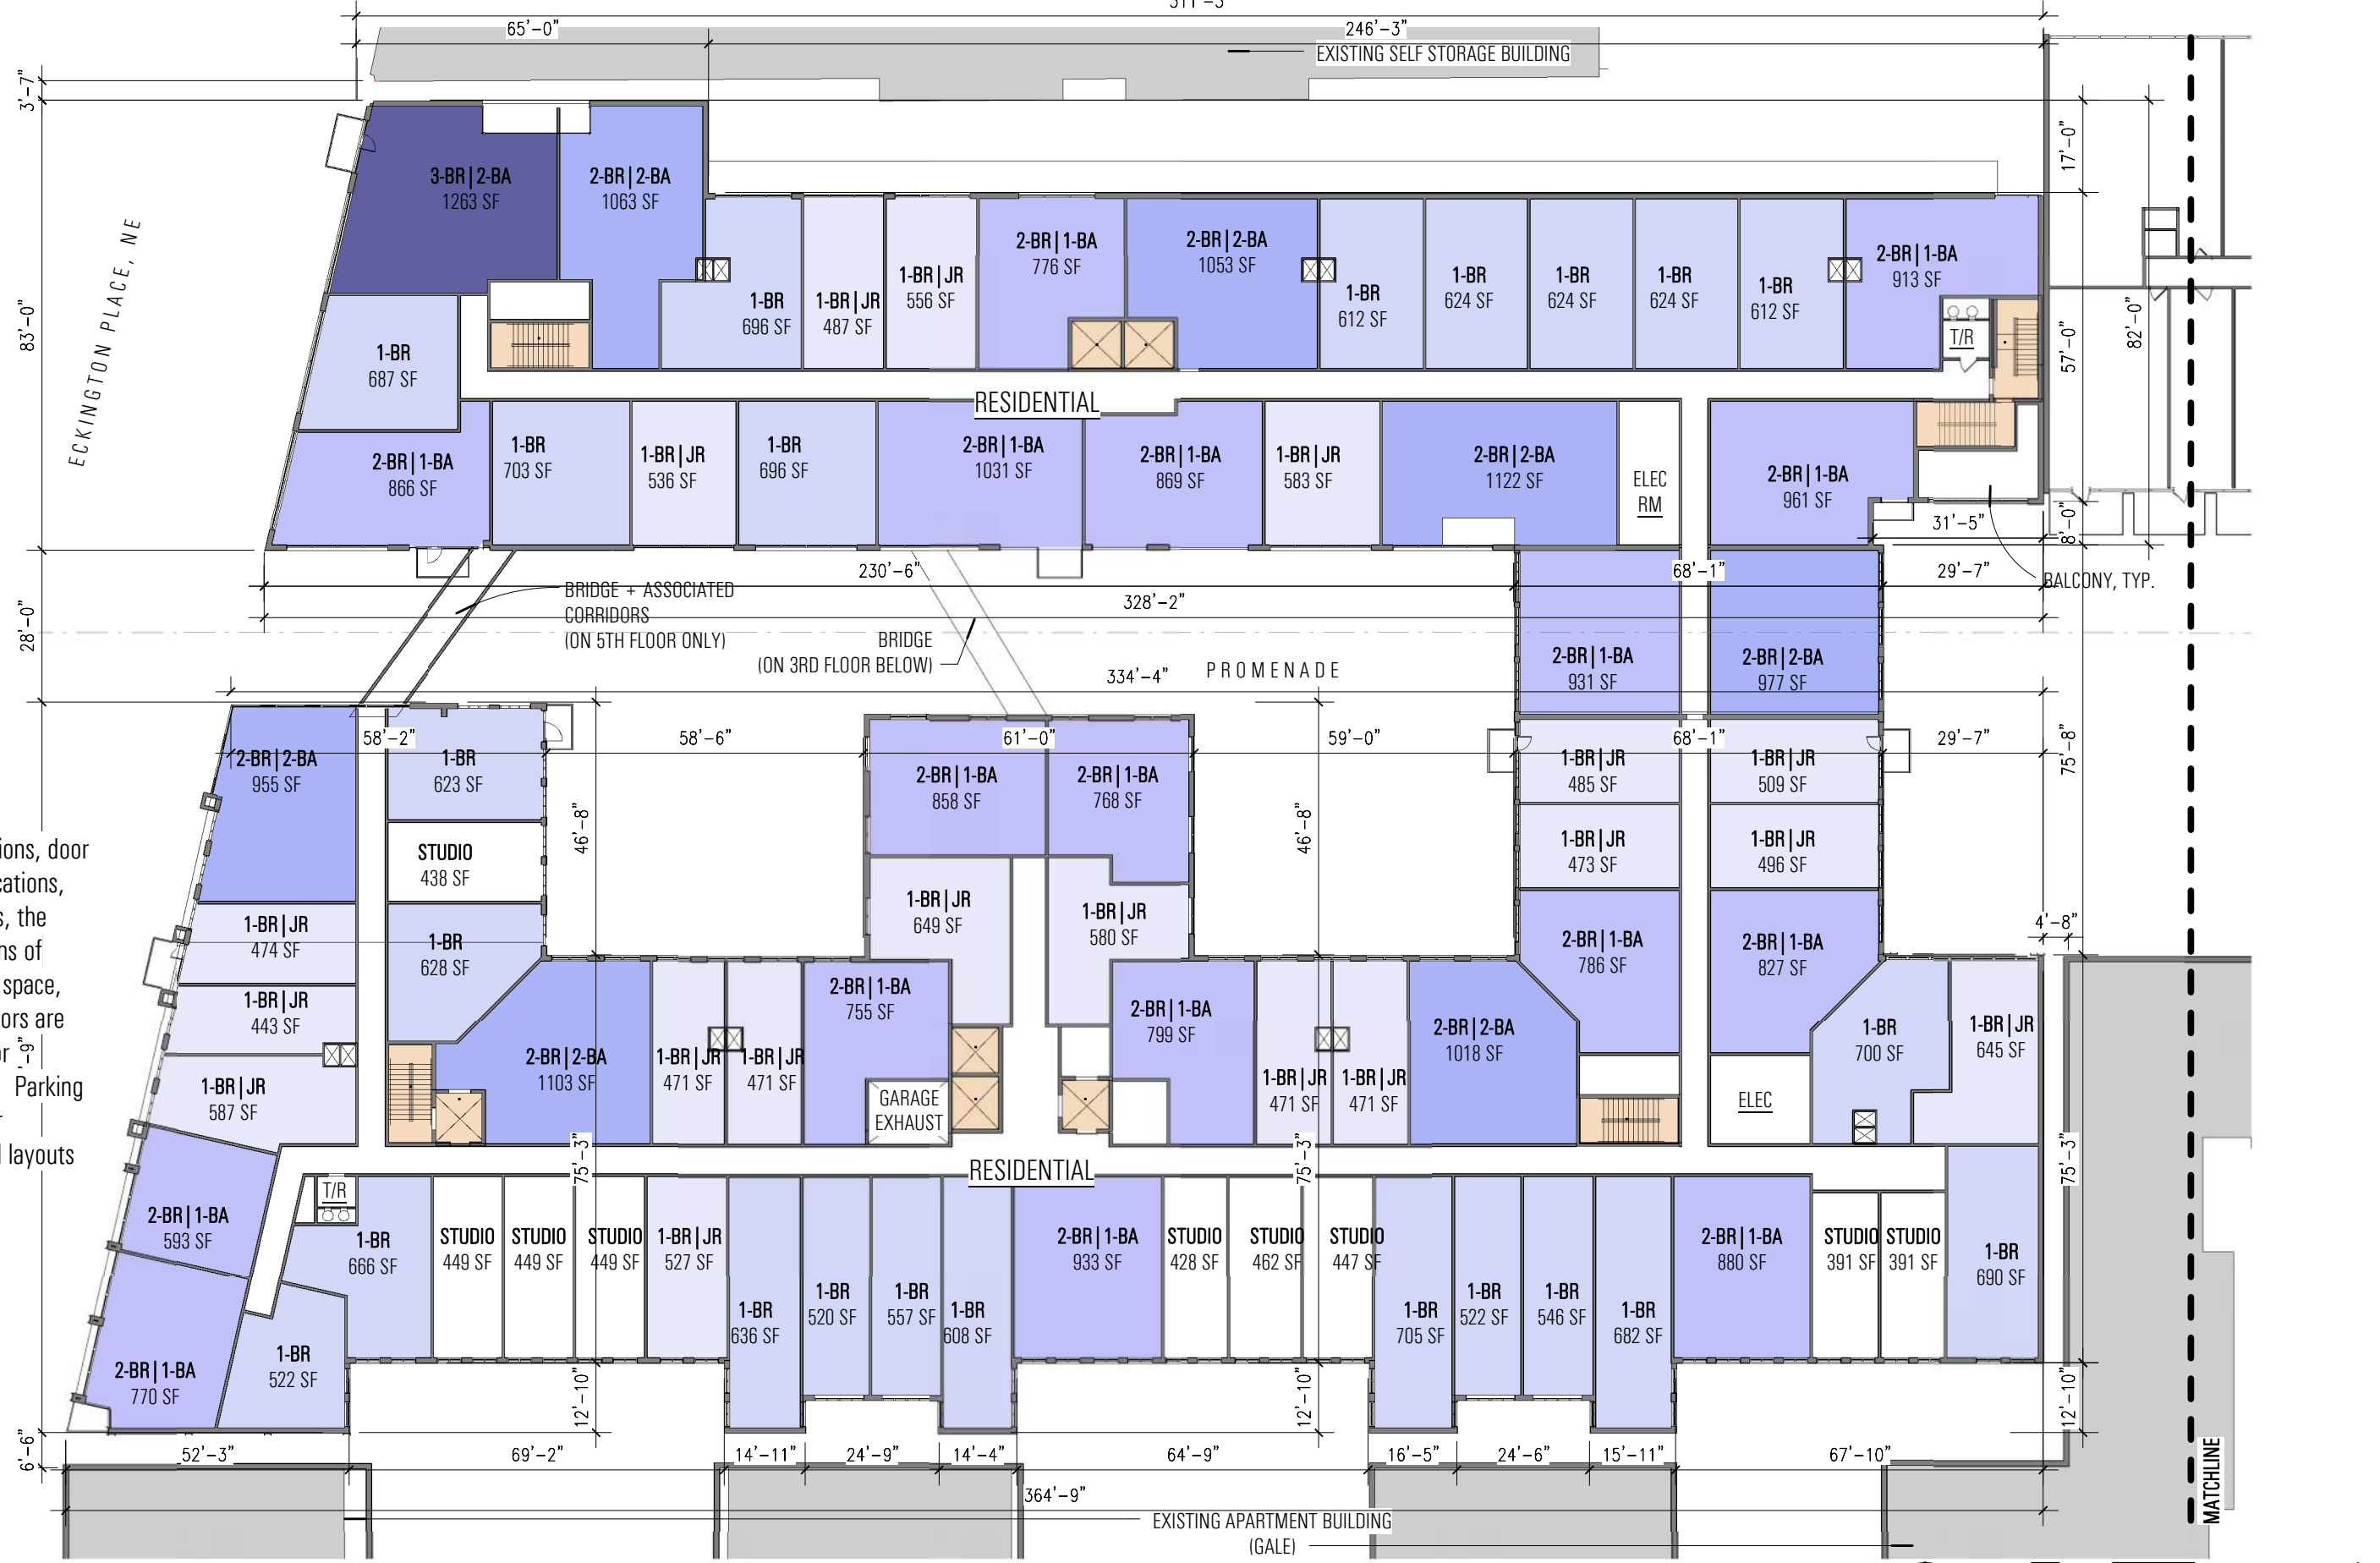 65'-0"
246'-3"
EXISTING SELF STORAGE BUILDING
3'-7"
17'-0"
83'-0"
57'-0"
82'-0"
8'-0"
ECKINGTON PLACE, NE
3-BR|2-BA
1263 SF
2-BR|2-BA
1063 SF
1-BR
696 SF
1-BR|JR
487 SF
1-BR|JR
556 SF
2-BR|1-BA
776 SF
2-BR|2-BA
1053 SF
1-BR
612 SF
1-BR
624 SF
1-BR
624 SF
1-BR
624 SF
1-BR
612 SF
2-BR|1-BA
913 SF
T/R
1-BR
687 SF
RESIDENTIAL
2-BR|1-BA
866 SF
1-BR
703 SF
1-BR|JR
536 SF
1-BR
696 SF
2-BR|1-BA
1031 SF
2-BR|1-BA
869 SF
1-BR|JR
583 SF
2-BR|2-BA
1122 SF
ELEC
RM
2-BR|1-BA
961 SF
31'-5"
BALCONY, TYP.
230'-6"
68'-1"
29'-7"
328'-2"
28'-0"
BRIDGE + ASSOCIATED
CORRIDORS
(ON 5TH FLOOR ONLY)
BRIDGE
(ON 3RD FLOOR BELOW)
PROMENADE
334'-4"
2-BR|1-BA
931 SF
2-BR|2-BA
977 SF
58'-2"
58'-6"
61'-0"
59'-0"
68'-1"
29'-7"
75'-8"
2-BR|2-BA
955 SF
1-BR
623 SF
STUDIO
438 SF
46'-8"
2-BR|1-BA
858 SF
2-BR|1-BA
768 SF
46'-8"
1-BR|JR
485 SF
1-BR|JR
509 SF
1-BR|JR
473 SF
1-BR|JR
496 SF
ions, door
cations,
s, the
ns of
space,
ors are
or
Parking
r
l layouts
-9"
1-BR|JR
474 SF
1-BR
628 SF
1-BR|JR
649 SF
1-BR|JR
580 SF
2-BR|1-BA
786 SF
2-BR|1-BA
827 SF
4'-8"
1-BR|JR
443 SF
1-BR|JR
587 SF
2-BR|2-BA
1103 SF
1-BR|JR
471 SF
1-BR|JR
471 SF
2-BR|1-BA
755 SF
GARAGE
EXHAUST
2-BR|1-BA
799 SF
1-BR|JR
471 SF
1-BR|JR
471 SF
2-BR|2-BA
1018 SF
ELEC
1-BR
700 SF
1-BR|JR
645 SF
75'-3"
75'-3"
75'-3"
RESIDENTIAL
T/R
2-BR|1-BA
593 SF
1-BR
666 SF
STUDIO
449 SF
STUDIO
449 SF
STUDIO
449 SF
1-BR|JR
527 SF
1-BR
636 SF
1-BR
520 SF
1-BR
557 SF
1-BR
608 SF
2-BR|1-BA
933 SF
STUDIO
428 SF
STUDIO
462 SF
STUDIO
447 SF
1-BR
705 SF
1-BR
522 SF
1-BR
546 SF
1-BR
682 SF
2-BR|1-BA
880 SF
STUDIO
391 SF
STUDIO
391 SF
1-BR
690 SF
2-BR|1-BA
770 SF
1-BR
522 SF
12'-10"
12'-10"
12'-10"
6'-6"
52'-3"
69'-2"
14'-11"
24'-9"
14'-4"
64'-9"
16'-5"
24'-6"
15'-11"
67'-10"
364'-9"
EXISTING APARTMENT BUILDING
(GALE)
MATCHLINE